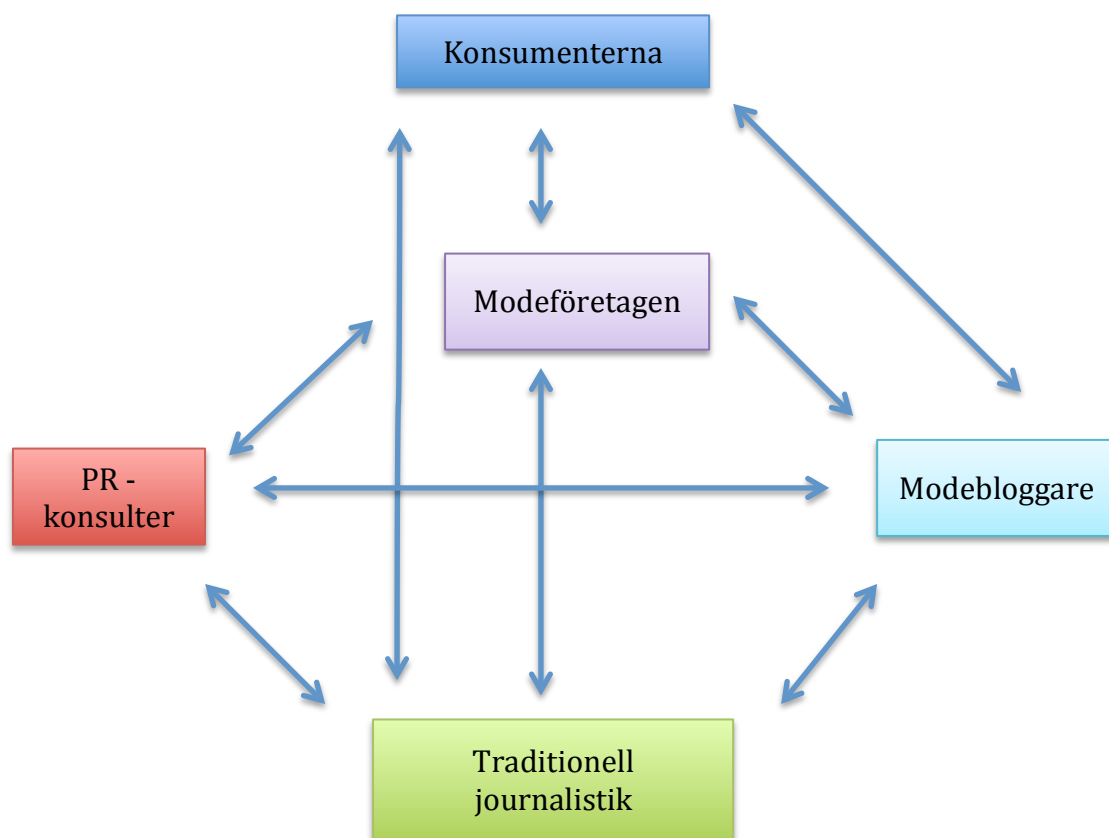 Konsumenterna
Modeföretagen
PR -
konsulter
Modebloggare
Traditionell
journalistik